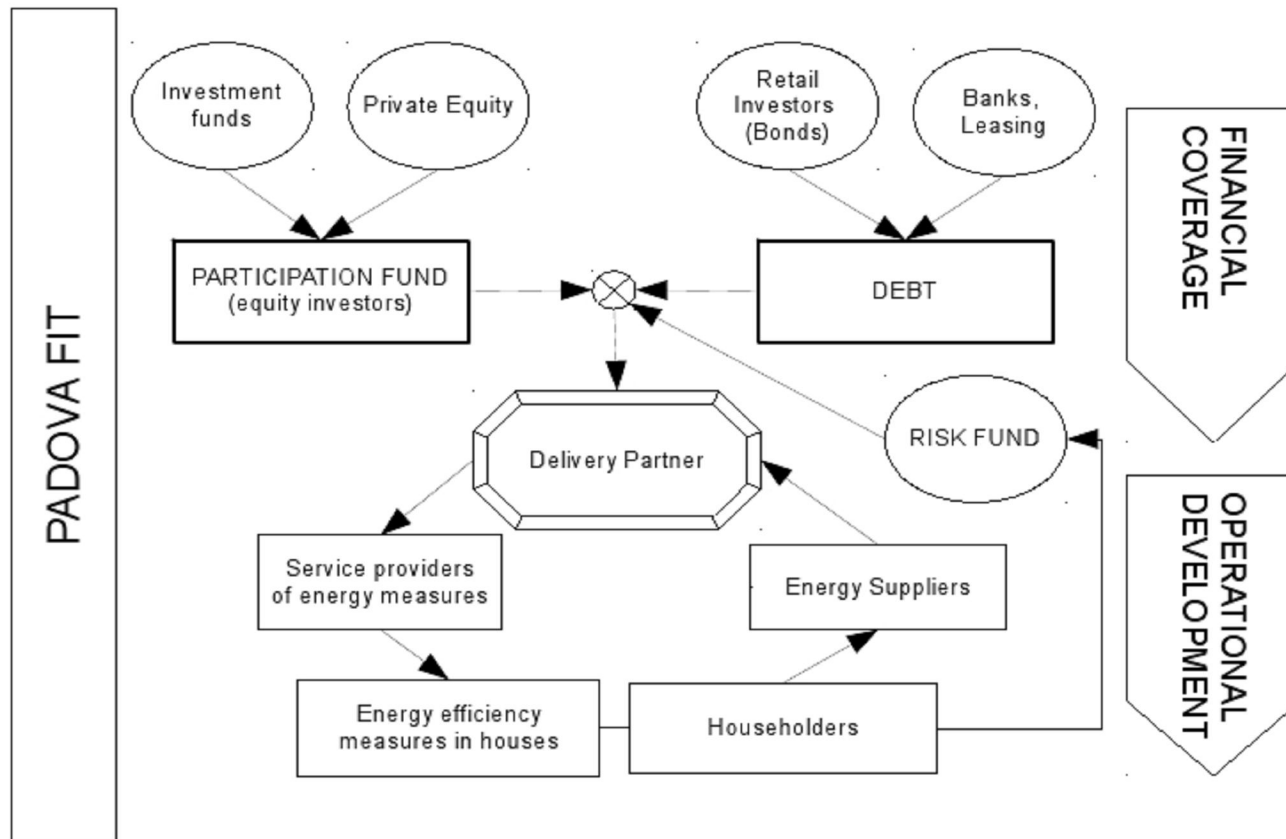 PADOVA FIT
Investment
funds
Private Equity
Retail
Investors
(Bonds)
Banks,
Leasing
FINANCIAL
COVERAGE
PARTICIPATION FUND
(equity investors)
DEBT
RISK FUND
Delivery Partner
OPERATIONAL
DEVELOPMENT
Service providers
of energy measures
Energy Suppliers
Energy efficiency
measures in houses
Householders